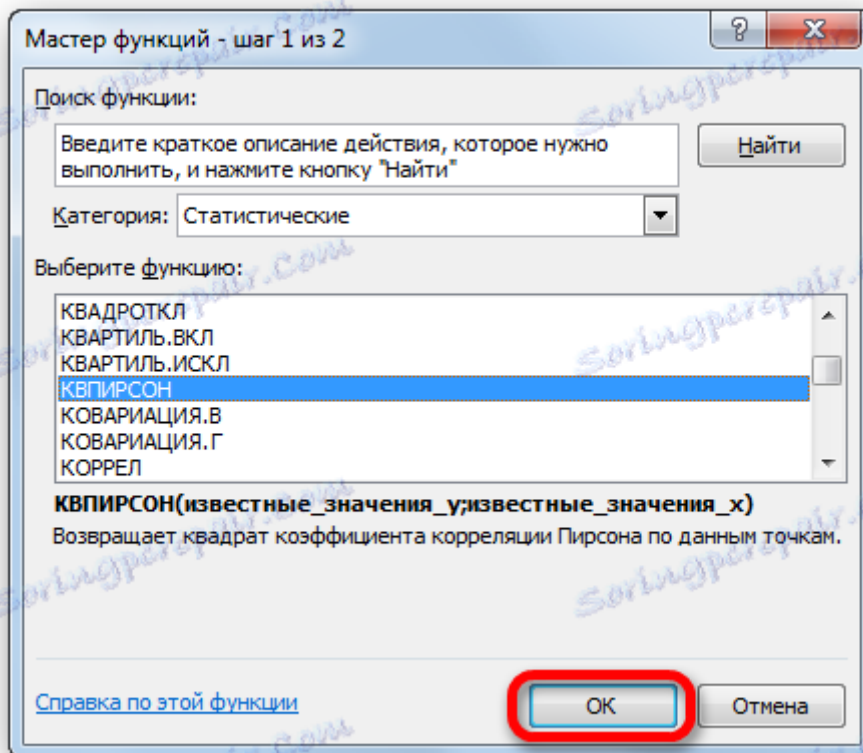 Мастер функций - шаг 1 из 2
Поиск функции:
Введите краткое описание действия, которое нужно
выполнить, и нажмите кнопку "Найти"
Найти
Категория: Статистические
Выберите функцию:
КВАДРОТКЛ
КВАРТИЛЬ.ВКЛ
КВАРТИЛЬ.ИСКЛ
КВПИРСОН
КОВАРИАЦИЯ.В
КОВАРИАЦИЯ.Г
КОРРЕЛ
КВПИРСОН(известные_значения_y;известные_значения_x)
Возвращает квадрат коэффициента корреляции Пирсона по данным точкам.
Справка по этой функции
ОК
Отмена